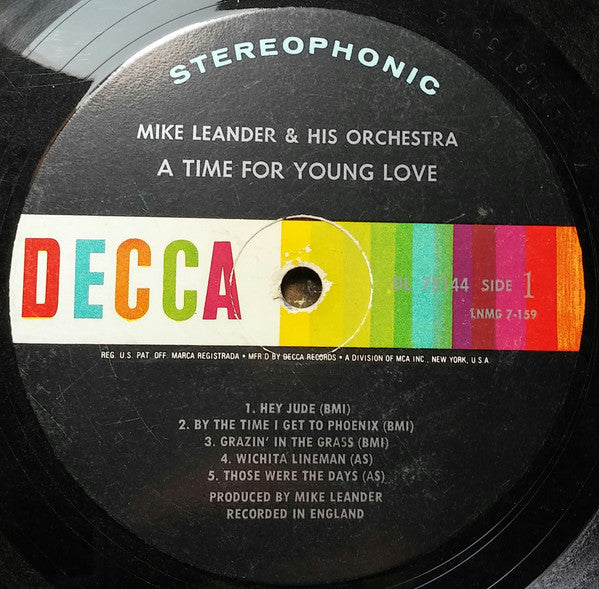 STEREOPHONIC
MIKE LEANDER & HIS ORCHESTRA
A TIME FOR YOUNG LOVE
DECCA
DL 75144 SIDE 1
LNMG 7-159
REG. U.S. PAT. OFF. MARCA REGISTRADA • MFR'D BY DECCA RECORDS • A DIVISION OF MCA INC., NEW YORK, U.S.A.
1. HEY JUDE (BMI)
2. BY THE TIME I GET TO PHOENIX (BMI)
3. GRAZIN' IN THE GRASS (BMI)
4. WICHITA LINEMAN (AS)
5. THOSE WERE THE DAYS (AS)
PRODUCED BY MIKE LEANDER
RECORDED IN ENGLAND